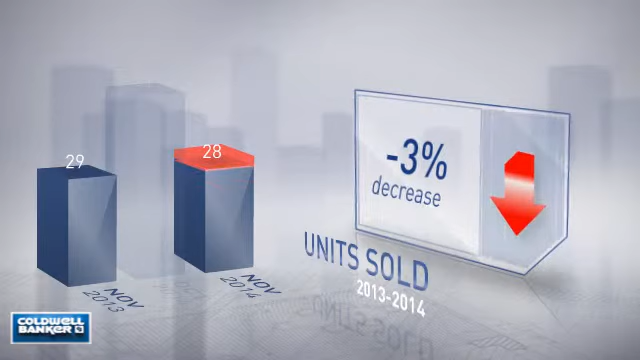 29
28
NOV
2013
NOV
2014
-3%
decrease
UNITS SOLD
2013-2014
COLDWELL
BANKER